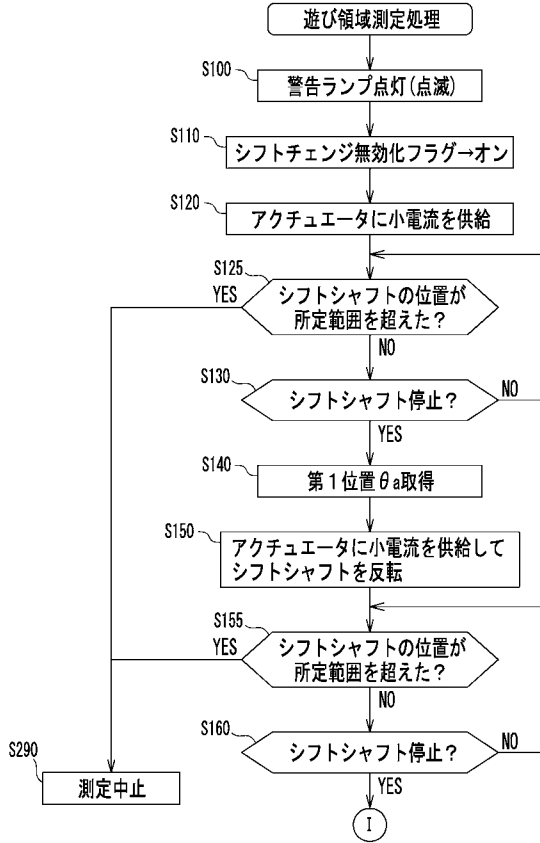 遊び領域測定処理
S100
警告ランプ点灯(点滅)
S110
シフトチェンジ無効化フラグ→オン
S120
アクチュエータに小電流を供給
S125
YES
シフトシャフトの位置が
所定範囲を超えた?
NO
S130
シフトシャフト停止?
NO
YES
S140
第1位置θa取得
S150
アクチュエータに小電流を供給して
シフトシャフトを反転
S155
YES
シフトシャフトの位置が
所定範囲を超えた?
NO
S160
シフトシャフト停止?
NO
YES
S290
測定中止
I